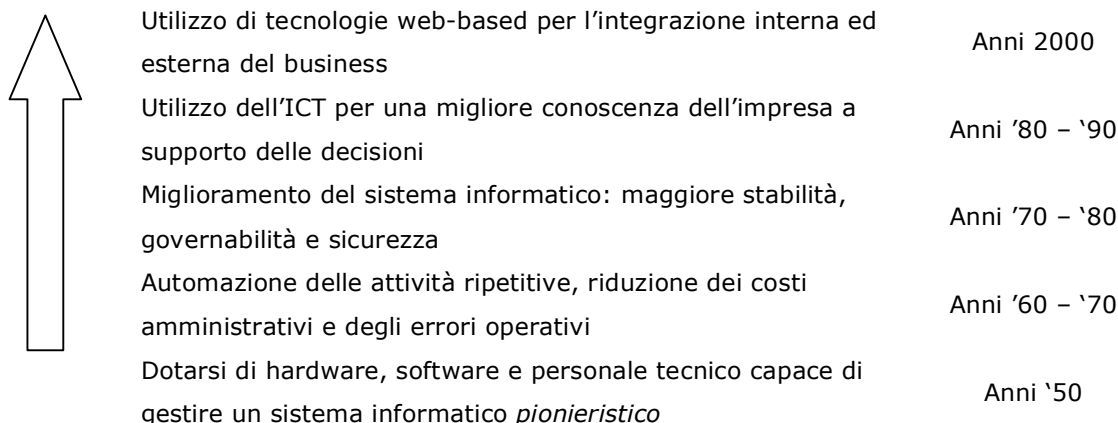 Utilizzo di tecnologie web-based per l’integrazione interna ed
esterna del business
Anni 2000
Utilizzo dell’ICT per una migliore conoscenza dell’impresa a
supporto delle decisioni
Anni ’80 – ‘90
Miglioramento del sistema informatico: maggiore stabilità,
governabilità e sicurezza
Anni ’70 – ‘80
Automazione delle attività ripetitive, riduzione dei costi
amministrativi e degli errori operativi
Anni ’60 – ‘70
Dotarsi di hardware, software e personale tecnico capace di
gestire un sistema informatico pionieristico
Anni ‘50